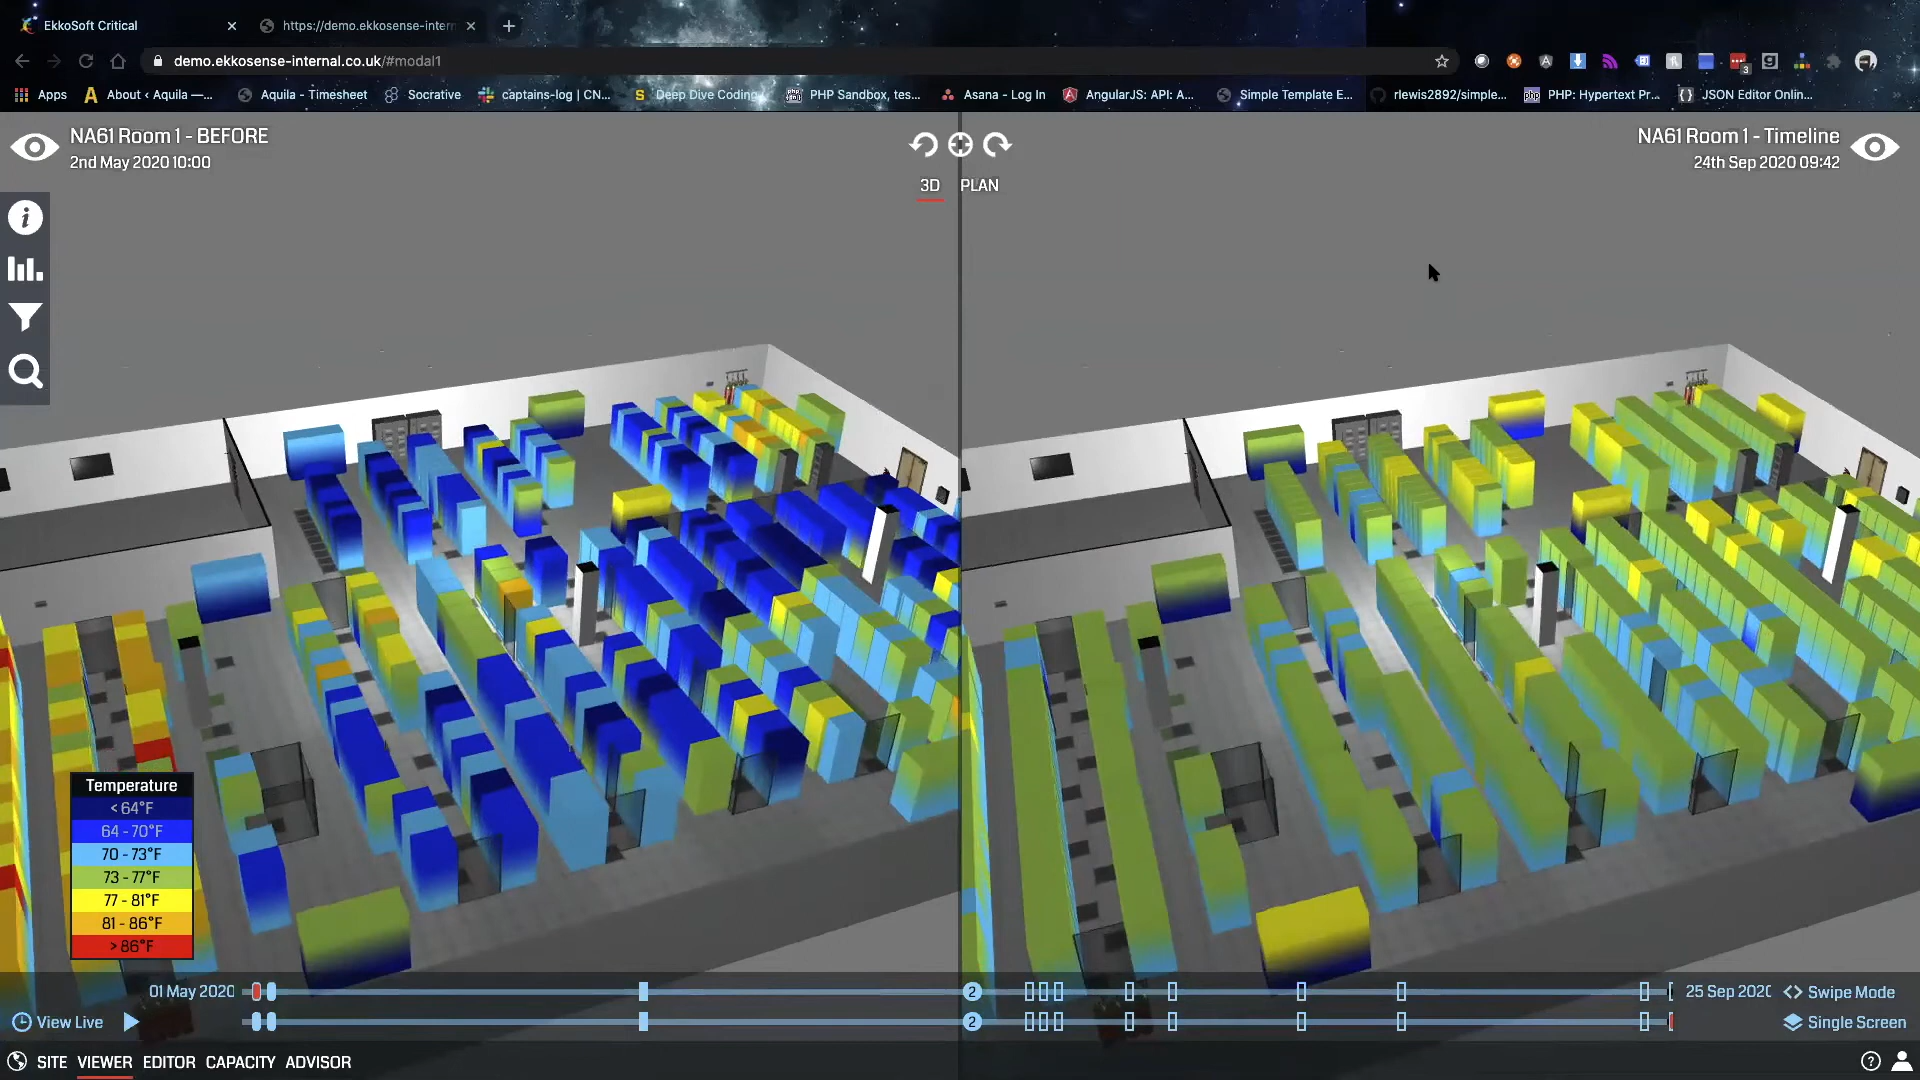 EkkoSoft Critical
https://demo.ekkosense-inter
demo.ekkosense-internal.co.uk/#modal1
3
Apps
About ‹ Aquila —...
Aquila - Timesheet
Socrative
captains-log | CN...
Deep Dive Coding
PHP Sandbox, tes...
Asana - Log In
AngularJS: API: A...
Simple Template E...
rlewis2892/simple...
PHP: Hypertext Pr...
JSON Editor Onlin...
NA61 Room 1 - BEFORE
2nd May 2020 10:00
3D PLAN
NA61 Room 1 - Timeline
24th Sep 2020 09:42
Temperature
< 64°F
64 - 70°F
70 - 73°F
73 - 77°F
77 - 81°F
81 - 86°F
> 86°F
01 May 2020
2
25 Sep 2020
Swipe Mode
View Live
2
Single Screen
SITE VIEWER EDITOR CAPACITY ADVISOR